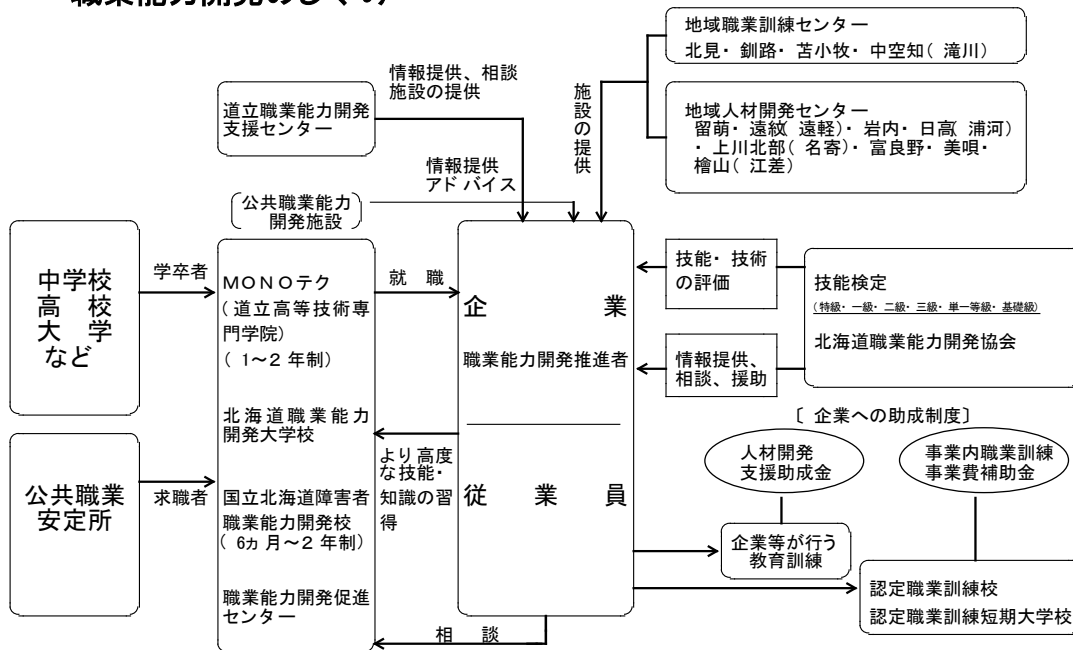 地域職業訓練センター
北見・釧路・苫小牧・中空知(滝川)
地域人材開発センター
留萌・遠紋(遠軽)・岩内・日高(浦河)
・上川北部(名寄)・富良野・美唄・
檜山(江差)
施設の提供
情報提供、相談
施設の提供
道立職業能力開発
支援センター
情報提供
アドバイス
公共職業能力
開発施設
中学校
高校
大学
など
学卒者
公共職業
安定所
求職者
MONOテク
(道立高等技術専
門学院)
(1~2年制)
北海道職業能力
開発大学校
国立北海道障害者
職業能力開発校
(6ヵ月~2年制)
職業能力開発促進
センター
就職
より高度
な技能・
知識の習
得
相談
企業
職業能力開発推進者
従業員
技能・技術
の評価
情報提供、
相談、援助
技能検定
(特級・一級・二級・三級・単一等級・基礎級)
北海道職業能力開発協会
〔企業への助成制度〕
人材開発
支援助成金
事業内職業訓練
事業費補助金
企業等が行う
教育訓練
認定職業訓練校
認定職業訓練短期大学校